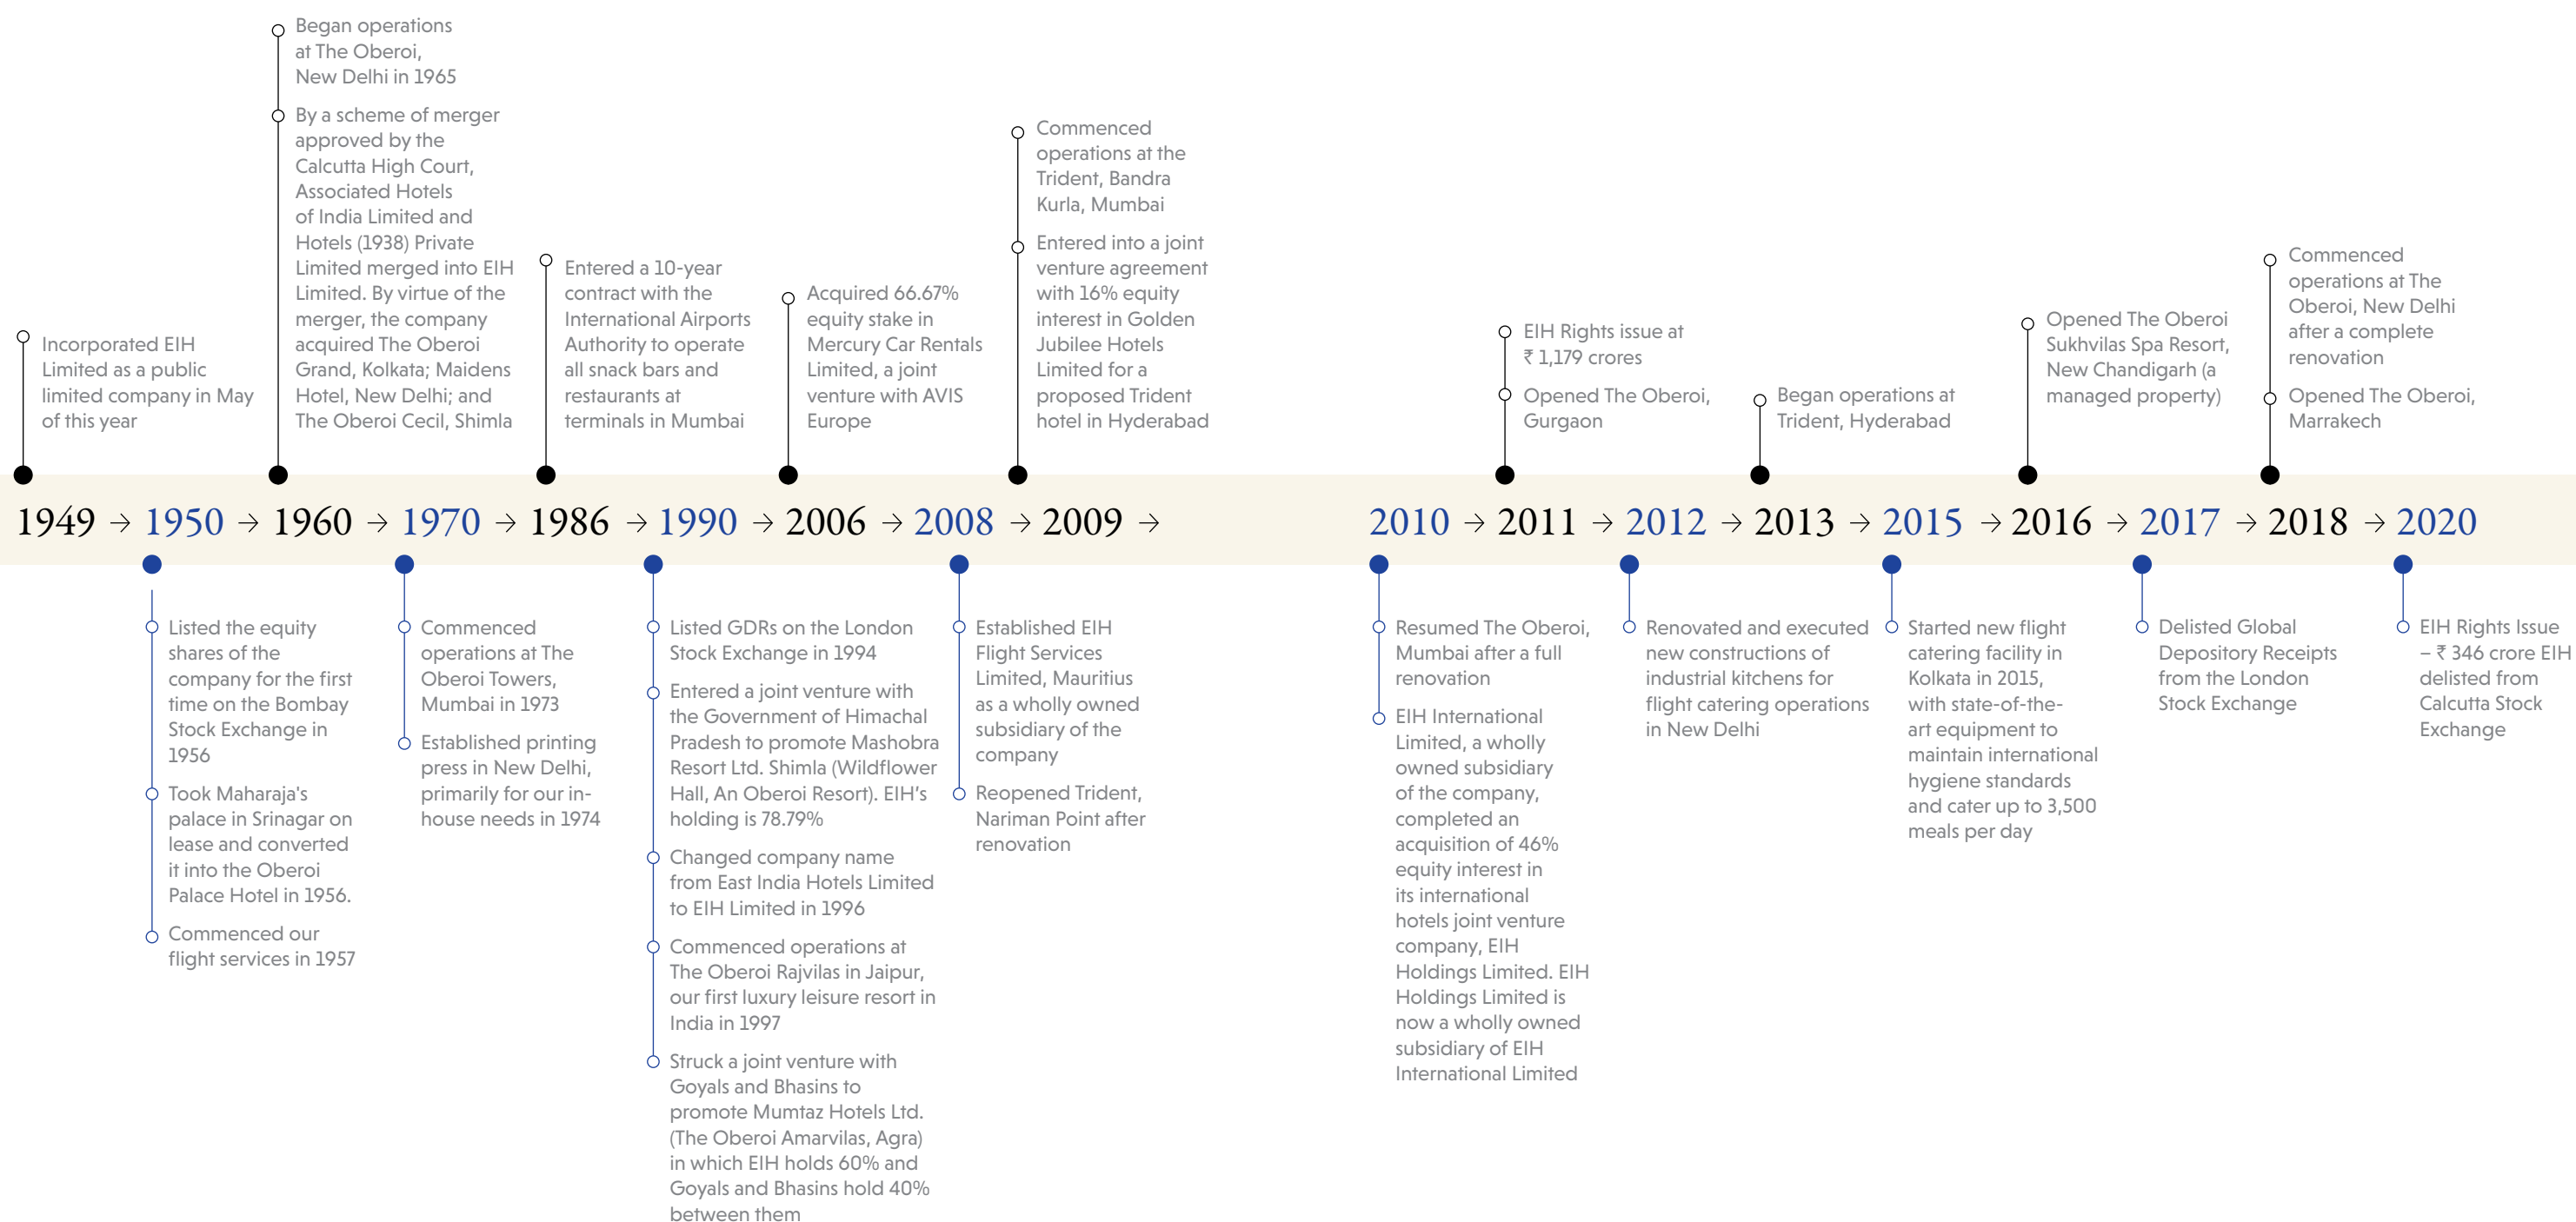 Began operations
at The Oberoi,
New Delhi in 1965
By a scheme of merger
approved by the
Calcutta High Court,
Associated Hotels
of India Limited and
Hotels (1938) Private
Limited merged into EIH
Limited. By virtue of the
merger, the company
acquired The Oberoi
Grand, Kolkata; Maidens
Hotel, New Delhi; and
The Oberoi Cecil, Shimla
Incorporated EIH
Limited as a public
limited company in May
of this year
Entered a 10-year
contract with the
International Airports
Authority to operate
all snack bars and
restaurants at
terminals in Mumbai
Acquired 66.67%
equity stake in
Mercury Car Rentals
Limited, a joint
venture with AVIS
Europe
Commenced
operations at the
Trident, Bandra
Kurla, Mumbai
Entered into a joint
venture agreement
with 16% equity
interest in Golden
Jubilee Hotels
Limited for a
proposed Trident
hotel in Hyderabad
EIH Rights issue at
₹ 1,179 crores
Opened The Oberoi,
Gurgaon
Began operations at
Trident, Hyderabad
Opened The Oberoi
Sukhvilas Spa Resort,
New Chandigarh (a
managed property)
Commenced
operations at The
Oberoi, New Delhi
after a complete
renovation
Opened The Oberoi,
Marrakech
1949 → 1950 → 1960 → 1970 → 1986 → 1990 → 2006 → 2008 → 2009 → 2010 → 2011 → 2012 → 2013 → 2015 → 2016 → 2017 → 2018 → 2020
Listed the equity
shares of the
company for the first
time on the Bombay
Stock Exchange in
1956
Took Maharaja's
palace in Srinagar on
lease and converted
it into the Oberoi
Palace Hotel in 1956.
Commenced our
flight services in 1957
Commenced
operations at The
Oberoi Towers,
Mumbai in 1973
Established printing
press in New Delhi,
primarily for our in-
house needs in 1974
Listed GDRs on the London
Stock Exchange in 1994
Entered a joint venture with
the Government of Himachal
Pradesh to promote Mashobra
Resort Ltd. Shimla (Wildflower
Hall, An Oberoi Resort). EIH's
holding is 78.79%
Changed company name
from East India Hotels Limited
to EIH Limited in 1996
Commenced operations at
The Oberoi Rajvilas in Jaipur,
our first luxury leisure resort in
India in 1997
Struck a joint venture with
Goyals and Bhasins to
promote Mumtaz Hotels Ltd.
(The Oberoi Amarvilas, Agra)
in which EIH holds 60% and
Goyals and Bhasins hold 40%
between them
Established EIH
Flight Services
Limited, Mauritius
as a wholly owned
subsidiary of the
company
Reopened Trident,
Nariman Point after
renovation
Resumed The Oberoi,
Mumbai after a full
renovation
EIH International
Limited, a wholly
owned subsidiary
of the company,
completed an
acquisition of 46%
equity interest in
its international
hotels joint venture
company, EIH
Holdings Limited. EIH
Holdings Limited is
now a wholly owned
subsidiary of EIH
International Limited
Renovated and executed
new constructions of
industrial kitchens for
flight catering operations
in New Delhi
Started new flight
catering facility in
Kolkata in 2015,
with state-of-the-
art equipment to
maintain international
hygiene standards
and cater up to 3,500
meals per day
Delisted Global
Depository Receipts
from the London
Stock Exchange
EIH Rights Issue
– ₹ 346 crore EIH
delisted from
Calcutta Stock
Exchange